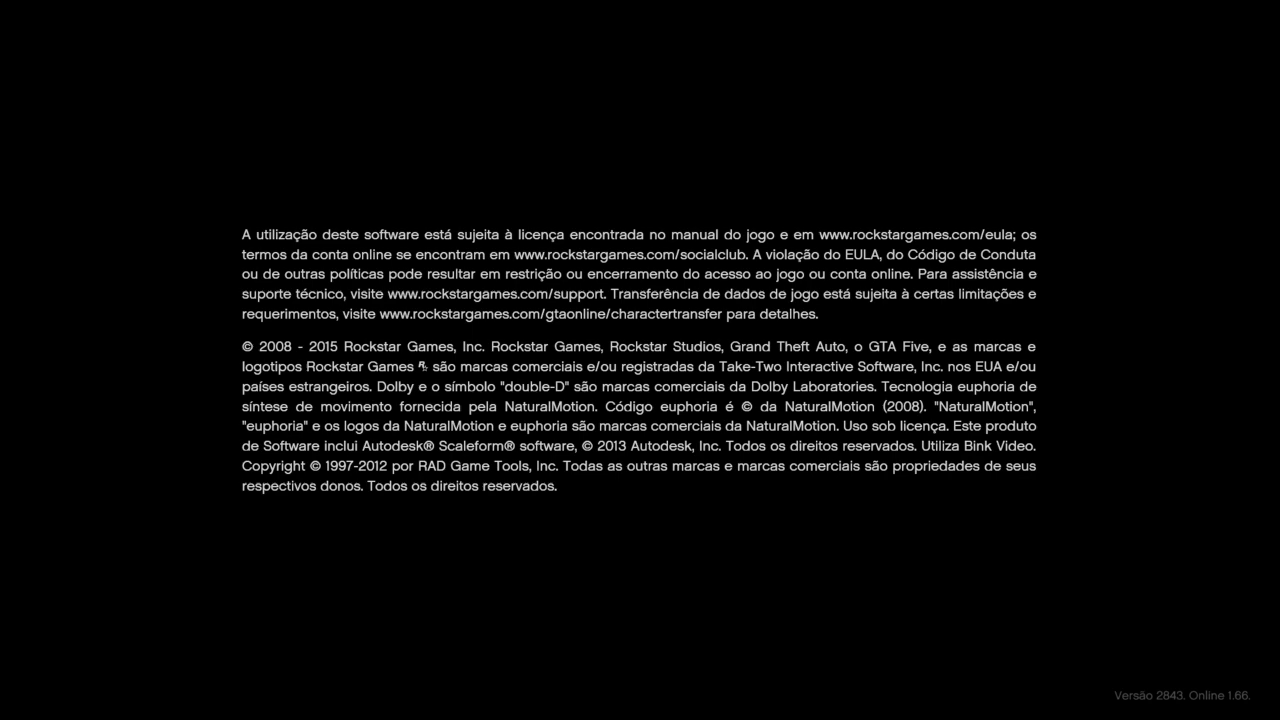 A utilização deste software está sujeita à licença encontrada no manual do jogo e em www.rockstargames.com/eula; os
termos da conta online se encontram em www.rockstargames.com/socialclub. A violação do EULA, do Código de Conduta
ou de outras políticas pode resultar em restrição ou encerramento do acesso ao jogo ou conta online. Para assistência e
suporte técnico, visite www.rockstargames.com/support. Transferência de dados de jogo está sujeita à certas limitações e
requerimentos, visite www.rockstargames.com/gtaonline/charactertransfer para detalhes.
© 2008 - 2015 Rockstar Games, Inc. Rockstar Games, Rockstar Studios, Grand Theft Auto, o GTA Five, e as marcas e
logotipos Rockstar Games R* são marcas comerciais e/ou registradas da Take-Two Interactive Software, Inc. nos EUA e/ou
países estrangeiros. Dolby e o símbolo "double-D" são marcas comerciais da Dolby Laboratories. Tecnologia euphoria de
síntese de movimento fornecida pela NaturalMotion. Código euphoria é © da NaturalMotion (2008). "NaturalMotion",
"euphoria" e os logos da NaturalMotion e euphoria são marcas comerciais da NaturalMotion. Uso sob licença. Este produto
de Software inclui Autodesk® Scaleform® software, © 2013 Autodesk, Inc. Todos os direitos reservados. Utiliza Bink Video.
Copyright © 1997-2012 por RAD Game Tools, Inc. Todas as outras marcas e marcas comerciais são propriedades de seus
respectivos donos. Todos os direitos reservados.
Versão 2843. Online 1.66.